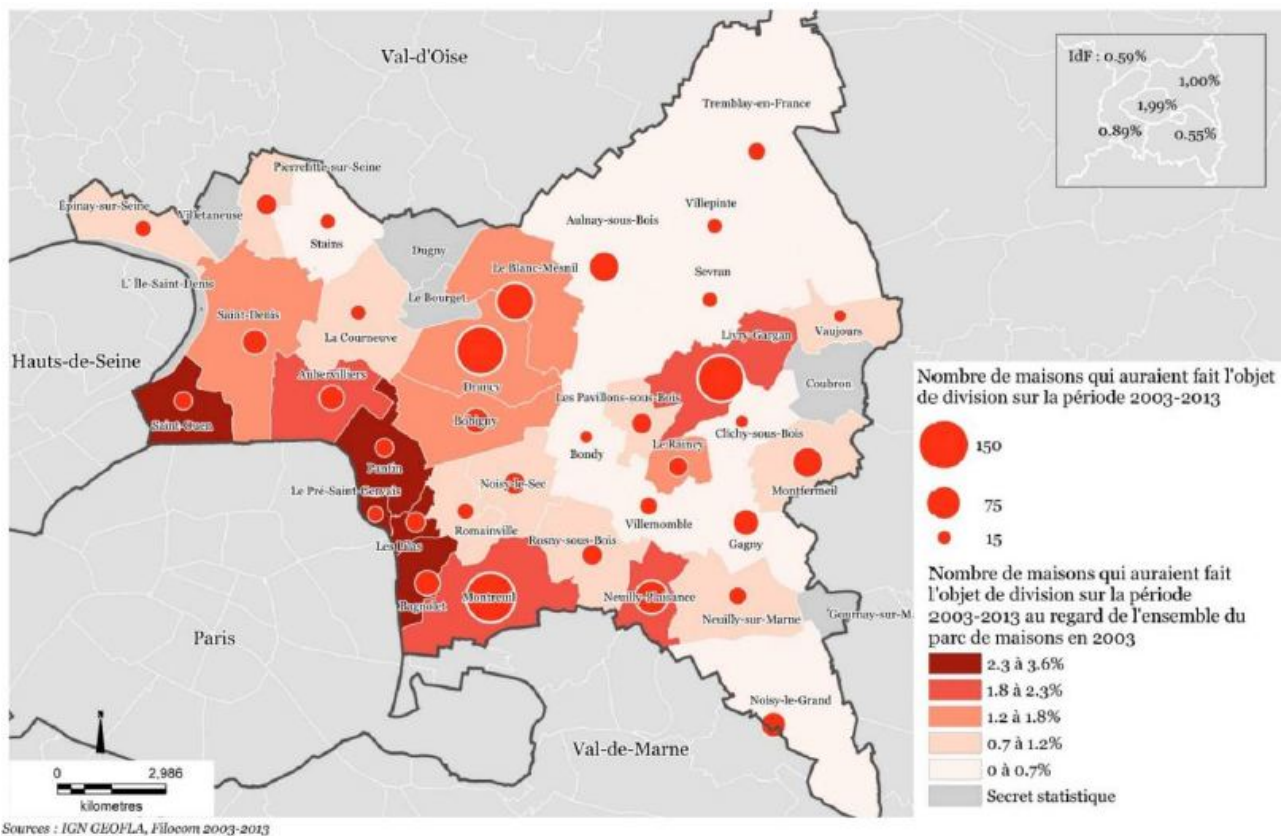 Val-d'Oise
IdF : 0.59%
1,00%
1,99%
0.89%
0.55%
Tremblay-en-France
Pierrefitte-sur-Seine
Épinay-sur-Seine
Villetaneuse
Stains
Aulnay-sous-Bois
Villepinte
Dugny
Le Blanc-Mesnil
Sevran
L' Île-Saint-Denis
Le Bourget
Saint-Denis
La Courneuve
Livry-Gargan
Vaujours
Hauts-de-Seine
Aubervilliers
Drancy
Coubron
Les Pavillons-sous-Bois
Saint-Ouen
Bobigny
Clichy-sous-Bois
Bondy
Le Raincy
Pantin
Noisy-le-Sec
Montfermeil
Le Pré-Saint-Gervais
Romainville
Villemomble
Les Lilas
Rosny-sous-Bois
Gagny
Bagnolet
Montreuil
Neuilly-Plaisance
Neuilly-sur-Marne
Gournay-sur-M
Paris
Noisy-le-Grand
Val-de-Marne
N
0 2,986
kilometres
Nombre de maisons qui auraient fait l'objet
de division sur la période 2003-2013
150
75
15
Nombre de maisons qui auraient fait
l'objet de division sur la période
2003-2013 au regard de l'ensemble du
parc de maisons en 2003
2.3 à 3.6%
1.8 à 2.3%
1.2 à 1.8%
0.7 à 1.2%
0 à 0.7%
Secret statistique
Sources : IGN GEOFLA, Filocom 2003-2013